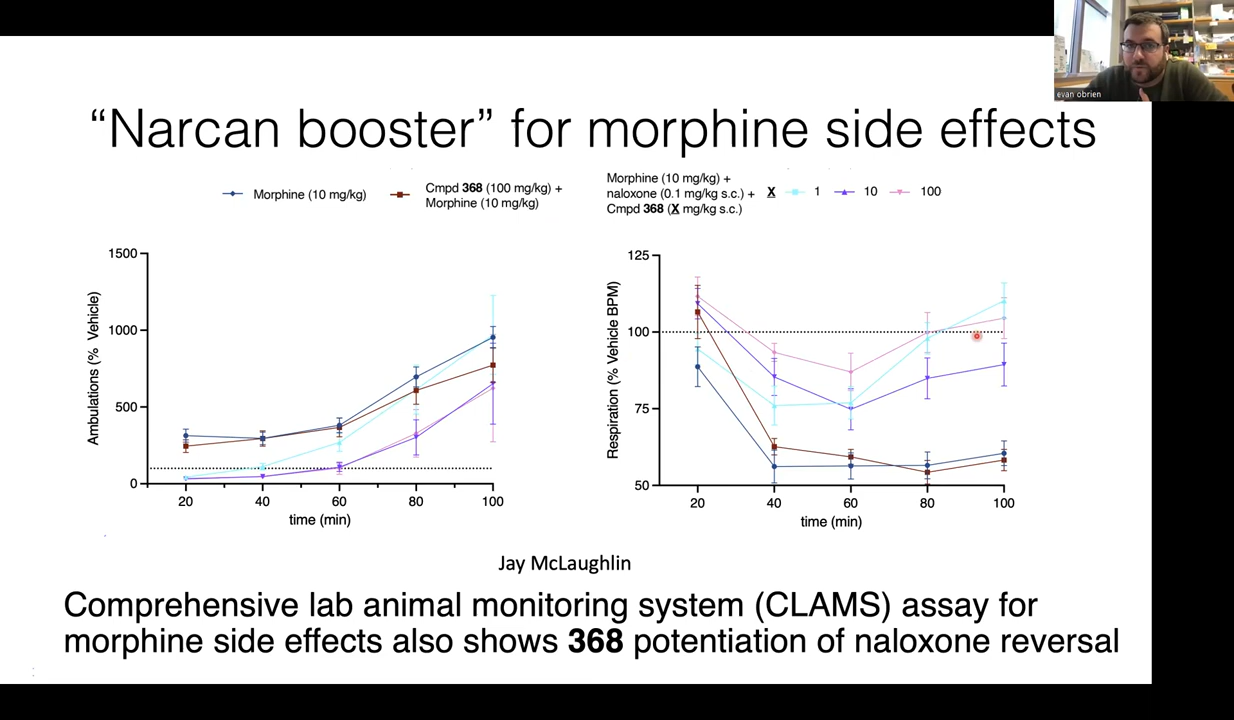 evan obrien
“Narcan booster” for morphine side effects
Morphine (10 mg/kg)
Cmpd 368 (100 mg/kg) +
Morphine (10 mg/kg)
Morphine (10 mg/kg) +
naloxone (0.1 mg/kg s.c.) +
Cmpd 368 (X mg/kg s.c.)
X 1 10 100
Ambulations (% Vehicle)
1500
1000
500
0
20 40 60 80 100
time (min)
Respiration (% Vehicle BPM)
125
100
75
50
20 40 60 80 100
time (min)
Jay McLaughlin
Comprehensive lab animal monitoring system (CLAMS) assay for
morphine side effects also shows 368 potentiation of naloxone reversal